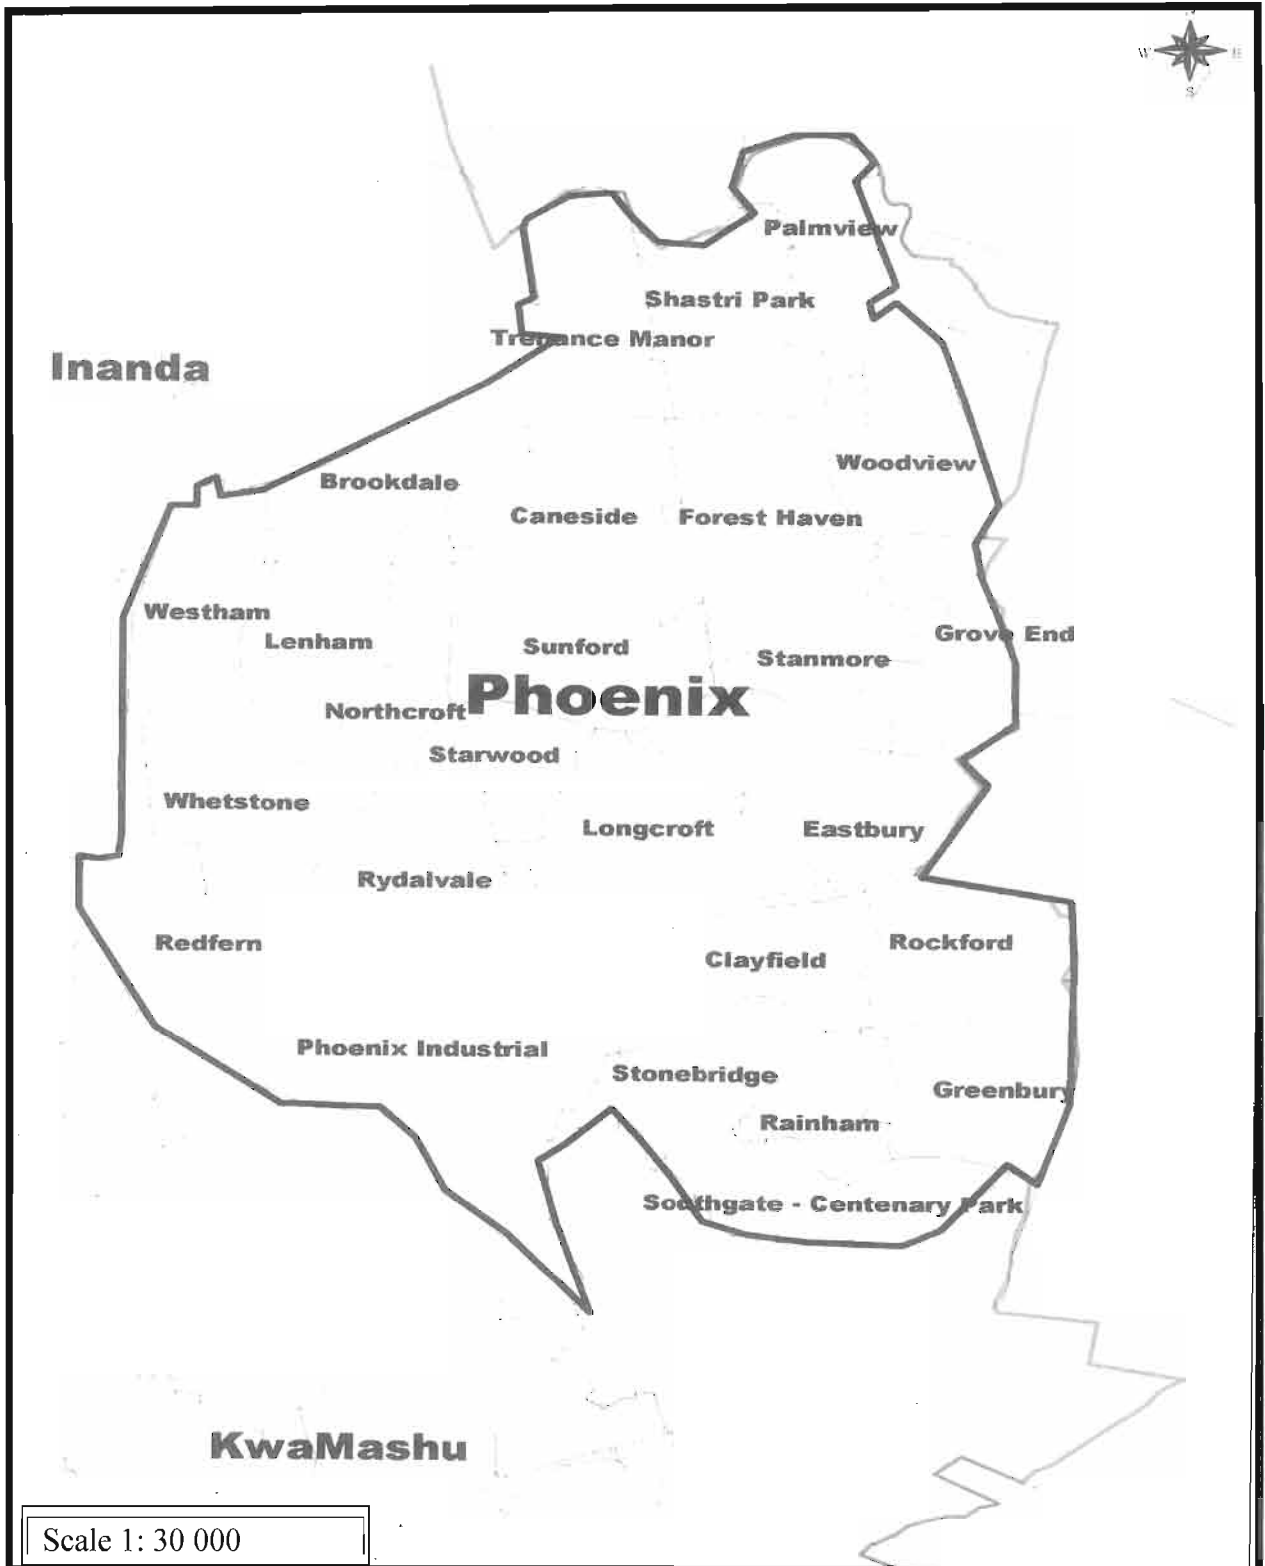 W
E
S
Palmview
Shastri Park
Trenance Manor
Inanda
Woodview
Brookdale
Caneside
Forest Haven
Westham
Lenham
Sunford
Grove End
Stanmore
Phoenix
Northcroft
Starwood
Whetstone
Longcroft
Eastbury
Rydalvale
Redfern
Rockford
Clayfield
Phoenix Industrial
Stonebridge
Greenbury
Rainham
Southgate - Centenary Park
KwaMashu
Scale 1: 30 000